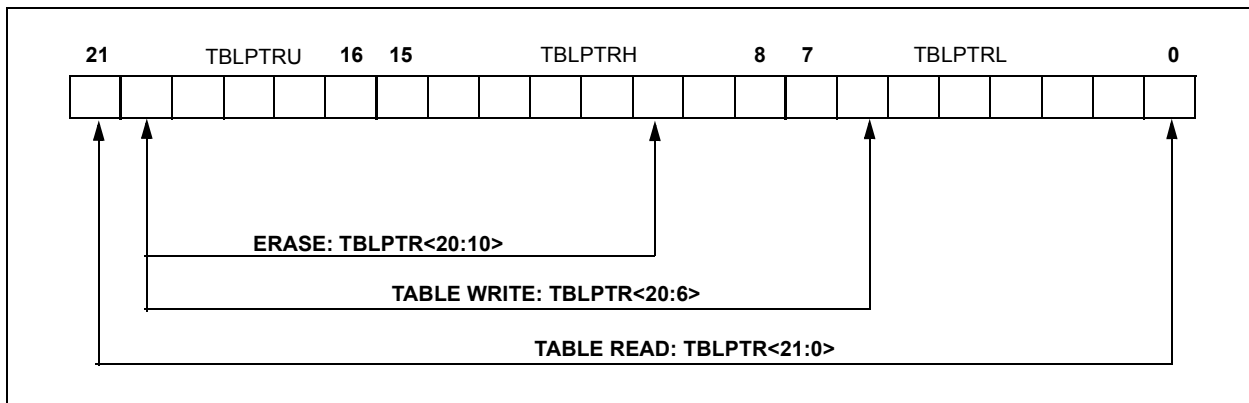 21 TBLPTRU 16 15 TBLPTRH 8 7 TBLPTRL 0
ERASE: TBLPTR<20:10>
TABLE WRITE: TBLPTR<20:6>
TABLE READ: TBLPTR<21:0>